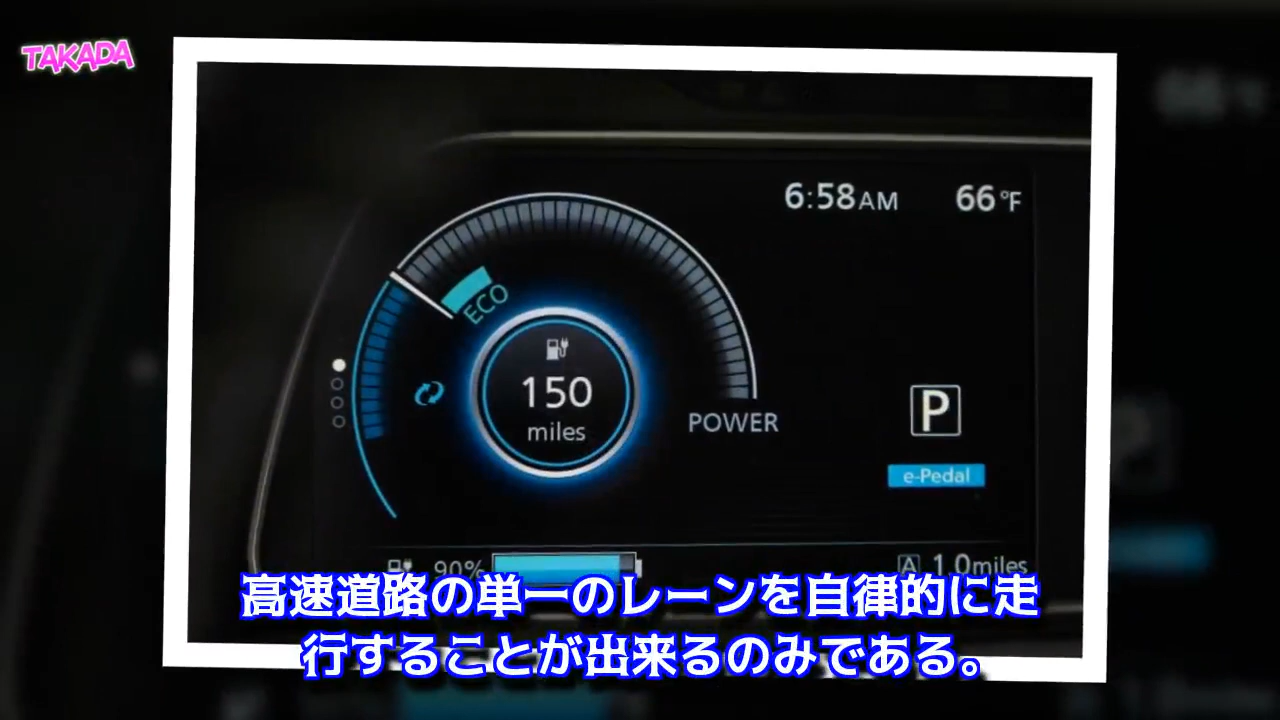 TAKADA
6:58AM 66°F
ECO
150
miles
POWER
P
e-Pedal
90%
A 1.0miles
高速道路の単一のレーンを自律的に走
行することが出来るのみである。